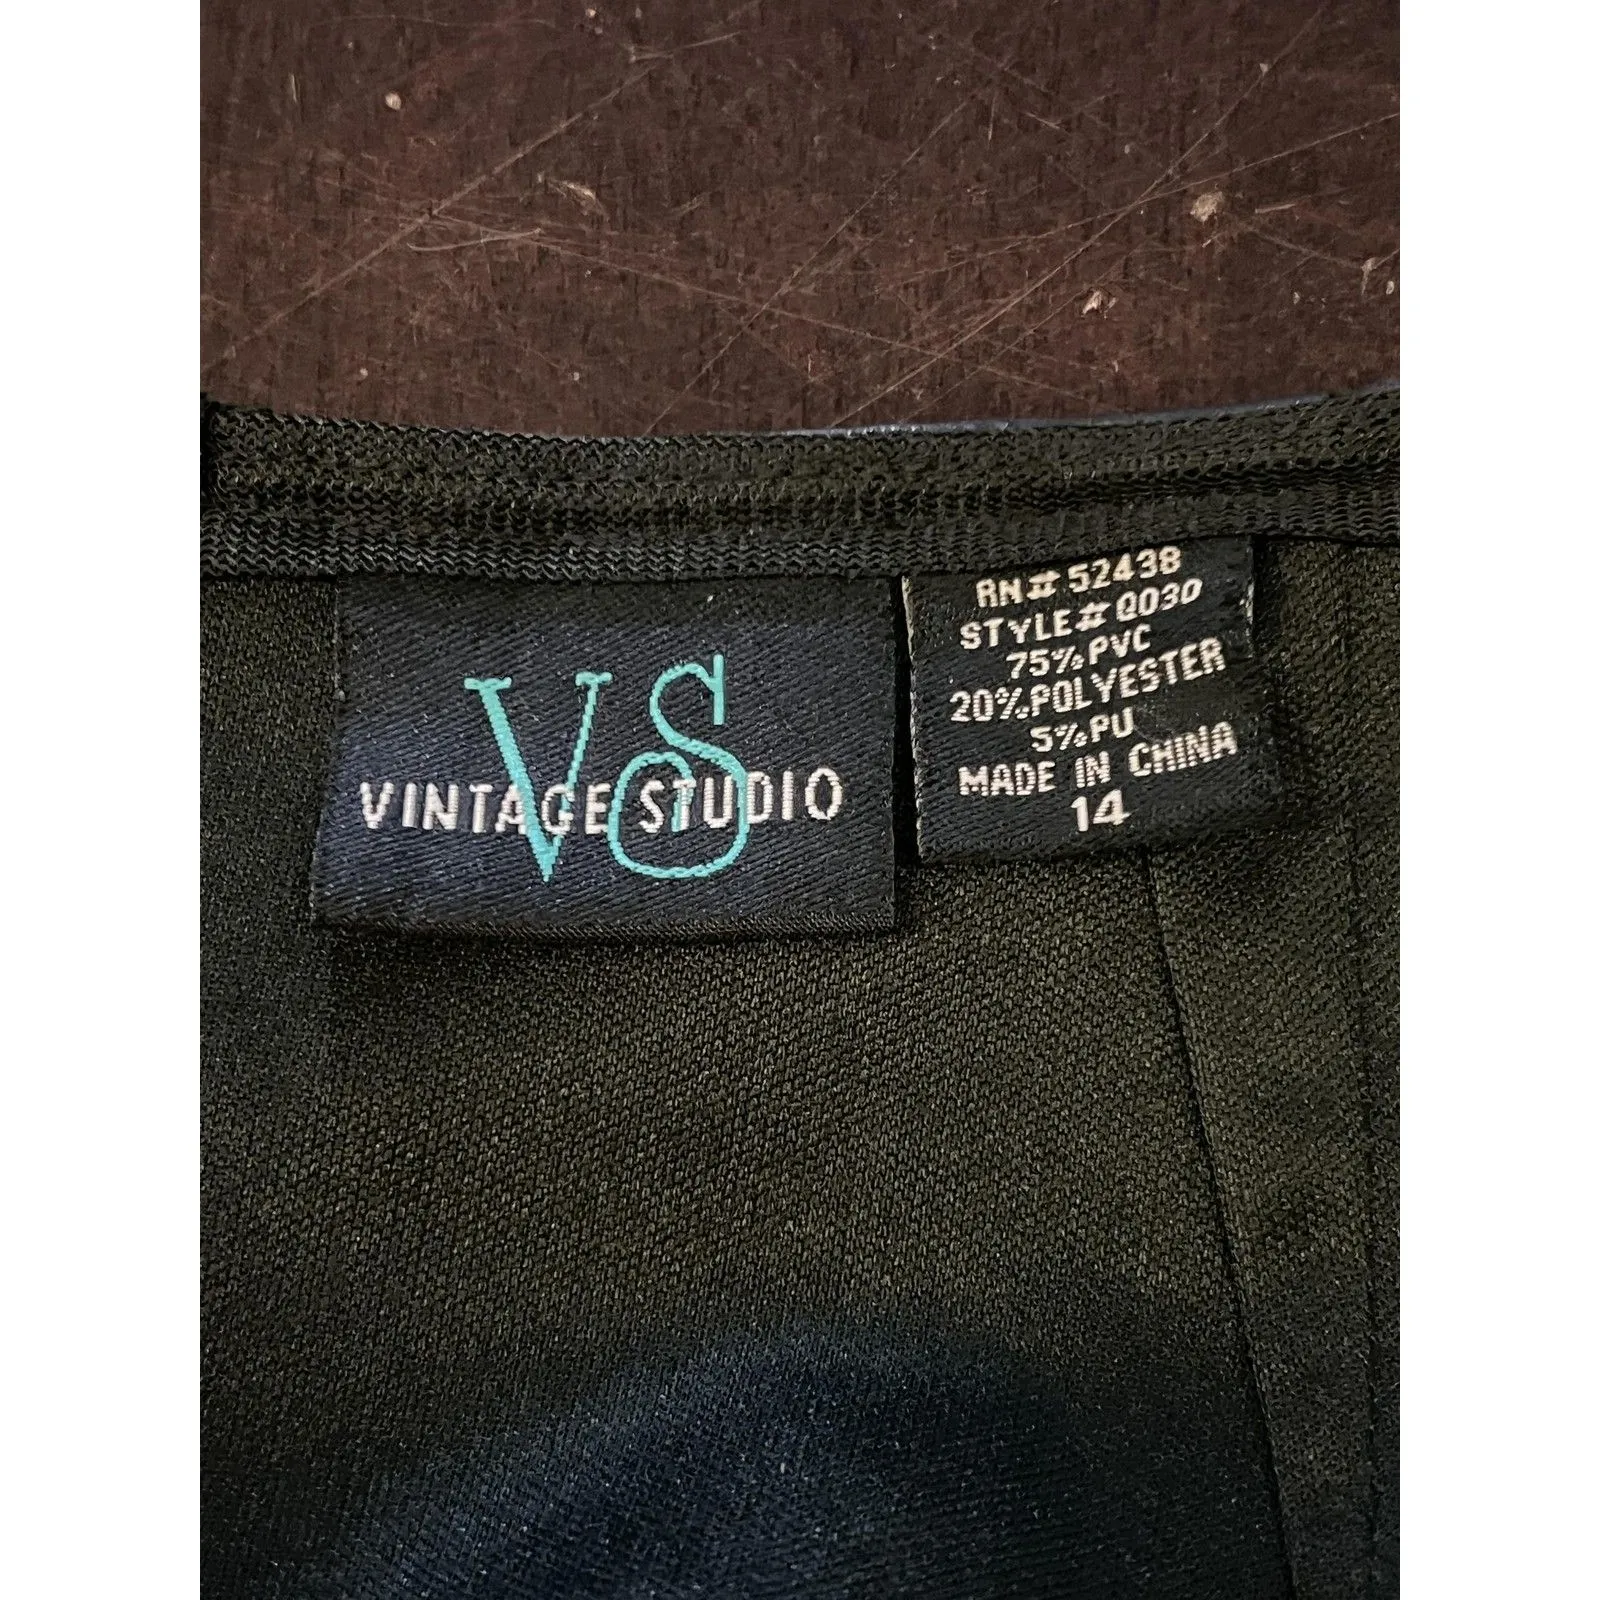 VS
VINTAGE STUDIO
RN# 52438
STYLE# Q030
75%PVC
20%POLYESTER
5%PU
MADE IN CHINA
14